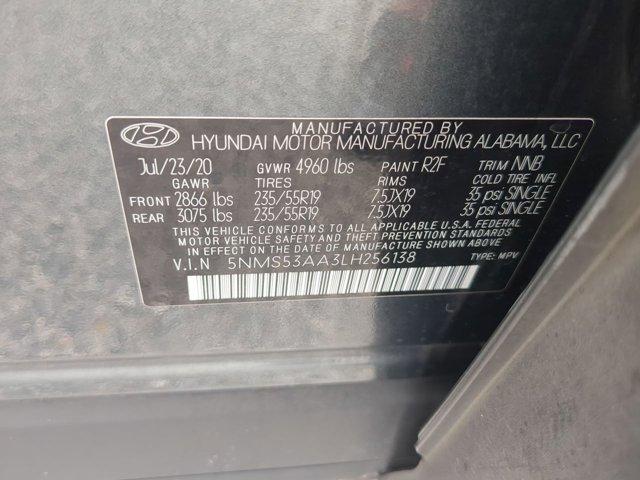 MANUFACTURED BY
HYUNDAI MOTOR MANUFACTURING ALABAMA, LLC
Jul/23/20 GVWR 4960 lbs PAINT R2F TRIM NNB
GAWR TIRES RIMS COLD TIRE INFL.
FRONT 2866 lbs 235/55R19 7.5JX19 35 psi SINGLE
REAR 3075 lbs 235/55R19 7.5JX19 35 psi SINGLE
THIS VEHICLE CONFORMS TO ALL APPLICABLE U.S.A. FEDERAL
MOTOR VEHICLE SAFETY AND THEFT PREVENTION STANDARDS
IN EFFECT ON THE DATE OF MANUFACTURE SHOWN ABOVE.
V.I.N 5NMS53AA3LH256138 TYPE: MPV